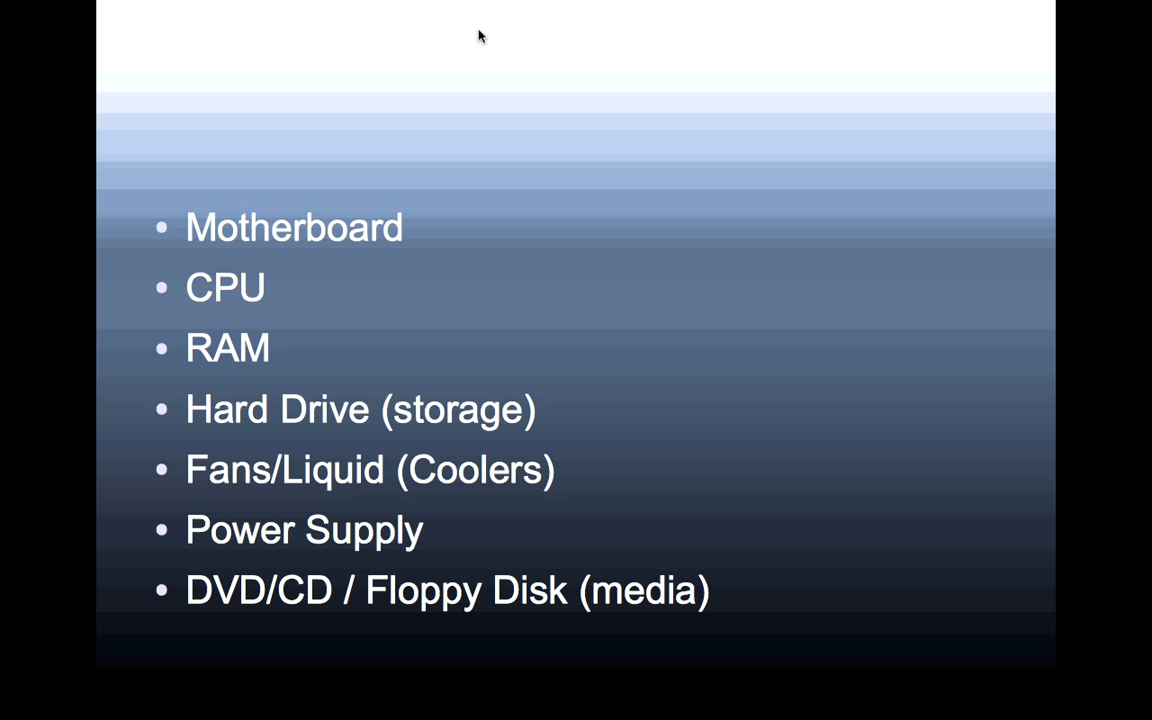 • Motherboard
• CPU
• RAM
• Hard Drive (storage)
• Fans/Liquid (Coolers)
• Power Supply
• DVD/CD / Floppy Disk (media)